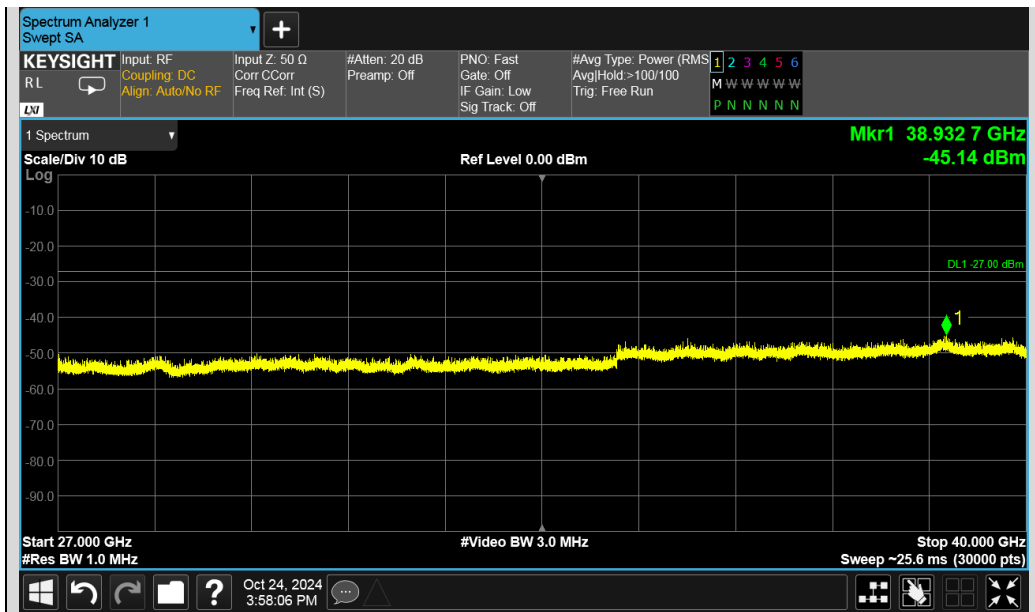 Spectrum Analyzer 1
Swept SA
KEYSIGHT
R L
LXI
Input: RF
Coupling: DC
Align: Auto/No RF
Input Z: 50 Ω
Corr CCorr
Freq Ref: Int (S)
#Atten: 20 dB
Preamp: Off
PNO: Fast
Gate: Off
IF Gain: Low
Sig Track: Off
#Avg Type: Power (RMS
Avg|Hold:>100/100
Trig: Free Run
1 2 3 4 5 6
M W W W W W
P N N N N N
1 Spectrum
Mkr1 38.932 7 GHz
Scale/Div 10 dB
Ref Level 0.00 dBm
-45.14 dBm
Log
-10.0
-20.0
DL1 -27.00 dBm
-30.0
-40.0
1
-50.0
-60.0
-70.0
-80.0
-90.0
Start 27.000 GHz
#Video BW 3.0 MHz
Stop 40.000 GHz
#Res BW 1.0 MHz
Sweep ~25.6 ms (30000 pts)
?
Oct 24, 2024
3:58:06 PM